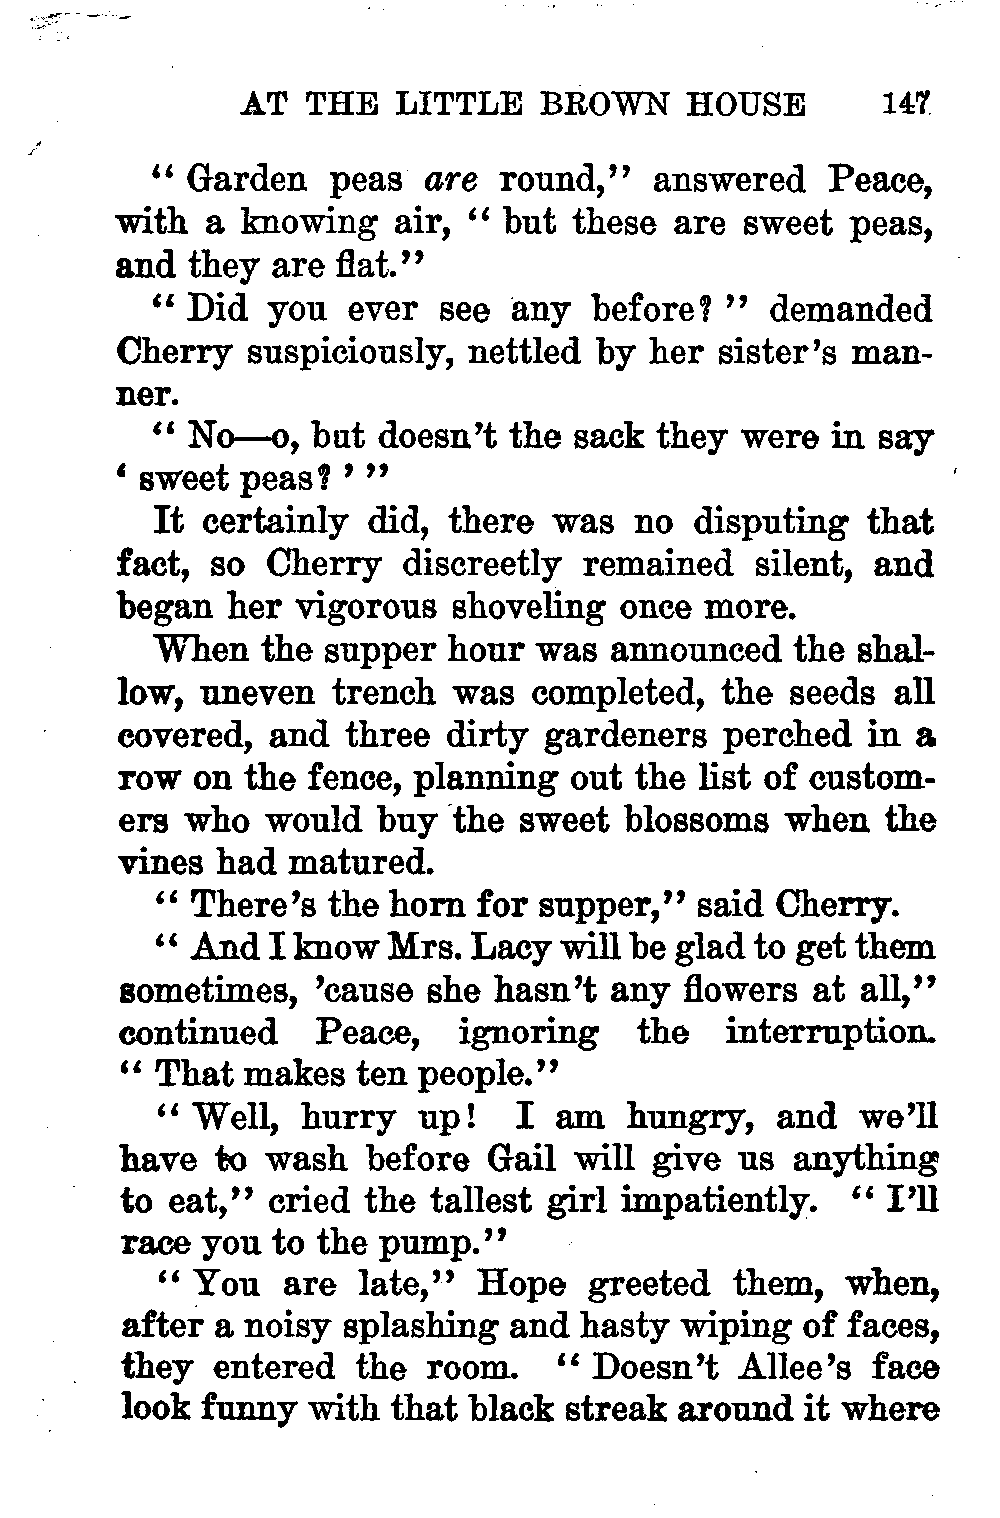 AT THE LITTLE BROWN HOUSE 147
“ Garden peas are round,” answered Peace,
with a knowing air, “ but these are sweet peas,
and they are flat.”
“ Did you ever see any before? ” demanded
Cherry suspiciously, nettled by her sister’s man-
ner.
“ No—o, but doesn’t the sack they were in say
‘ sweet peas? ’ ”
It certainly did, there was no disputing that
fact, so Cherry discreetly remained silent, and
began her vigorous shoveling once more.
When the supper hour was announced the shal-
low, uneven trench was completed, the seeds all
covered, and three dirty gardeners perched in a
row on the fence, planning out the list of custom-
ers who would buy the sweet blossoms when the
vines had matured.
“ There’s the horn for supper,” said Cherry.
“ And I know Mrs. Lacy will be glad to get them
sometimes, ’cause she hasn’t any flowers at all,”
continued Peace, ignoring the interruption.
“ That makes ten people.”
“ Well, hurry up! I am hungry, and we’ll
have to wash before Gail will give us anything
to eat,” cried the tallest girl impatiently. “ I’ll
race you to the pump.”
“ You are late,” Hope greeted them, when,
after a noisy splashing and hasty wiping of faces,
they entered the room. “ Doesn’t Allee’s face
look funny with that black streak around it where